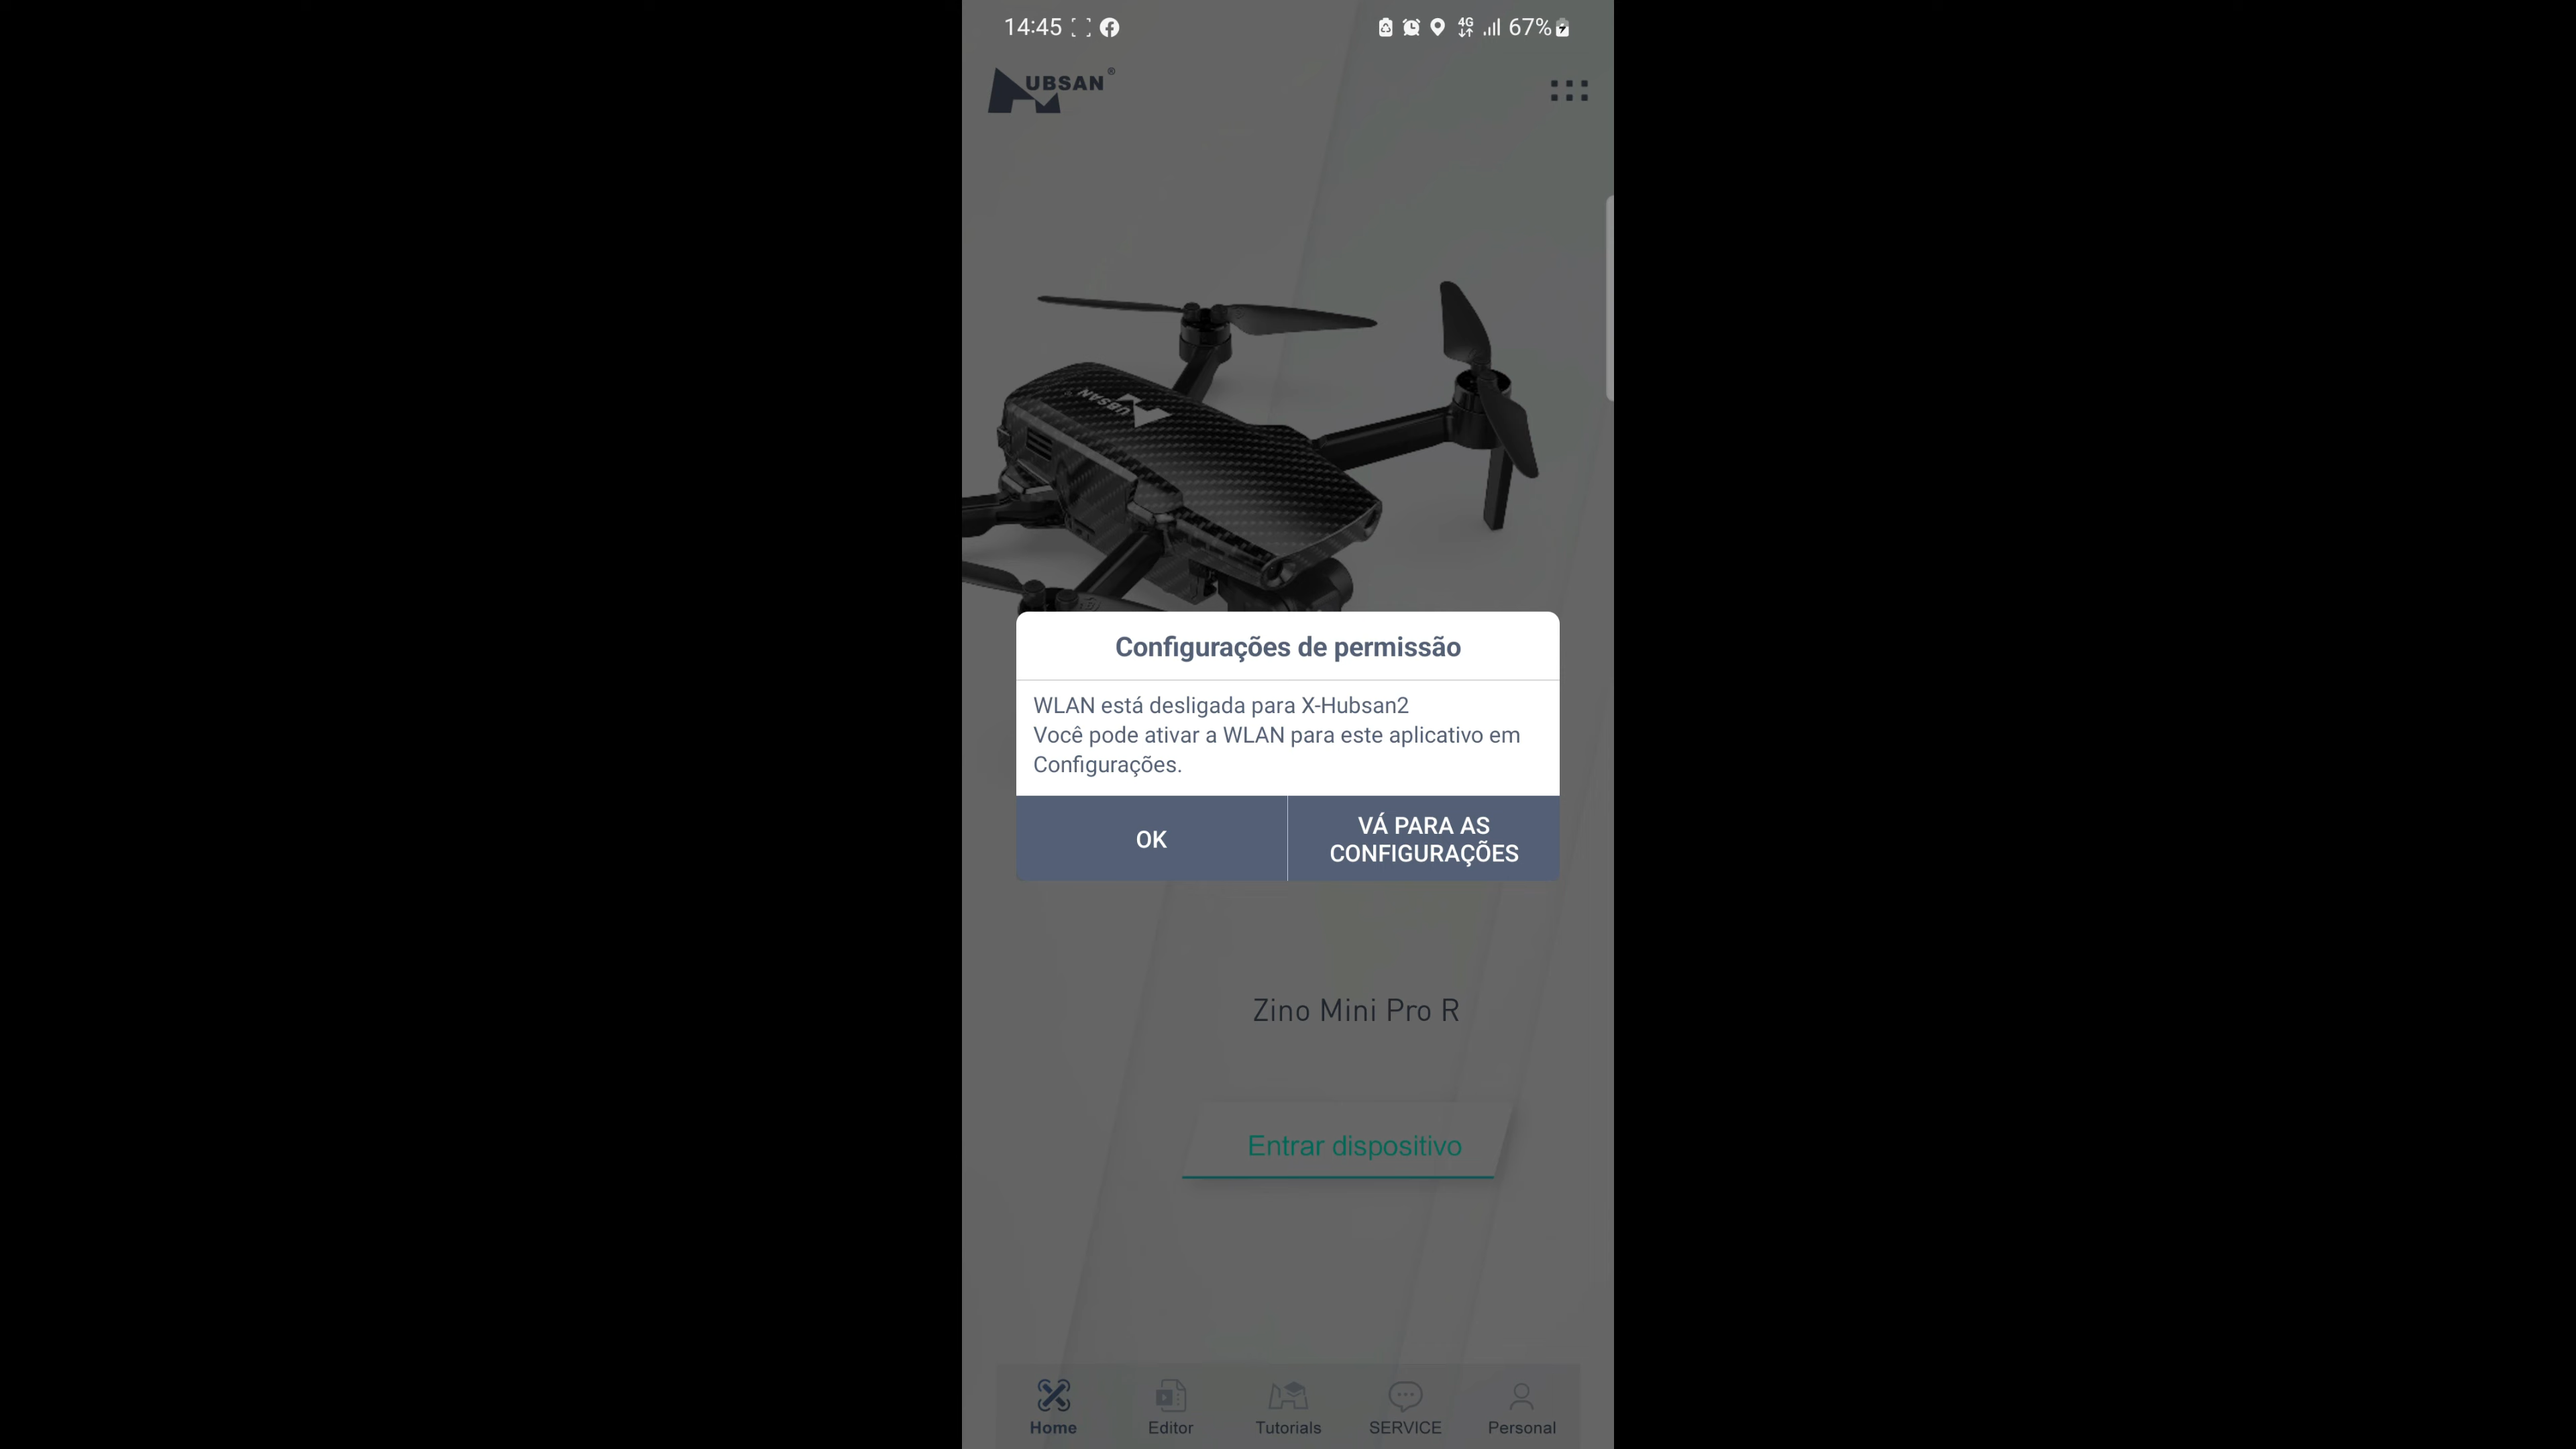 14:45
4G
67%
UBSAN®
UBSAN
Configurações de permissão
WLAN está desligada para X-Hubsan2
Você pode ativar a WLAN para este aplicativo em
Configurações.
OK
VÁ PARA AS
CONFIGURAÇÕES
Zino Mini Pro R
Entrar dispositivo
Home
Editor
Tutorials
SERVICE
Personal